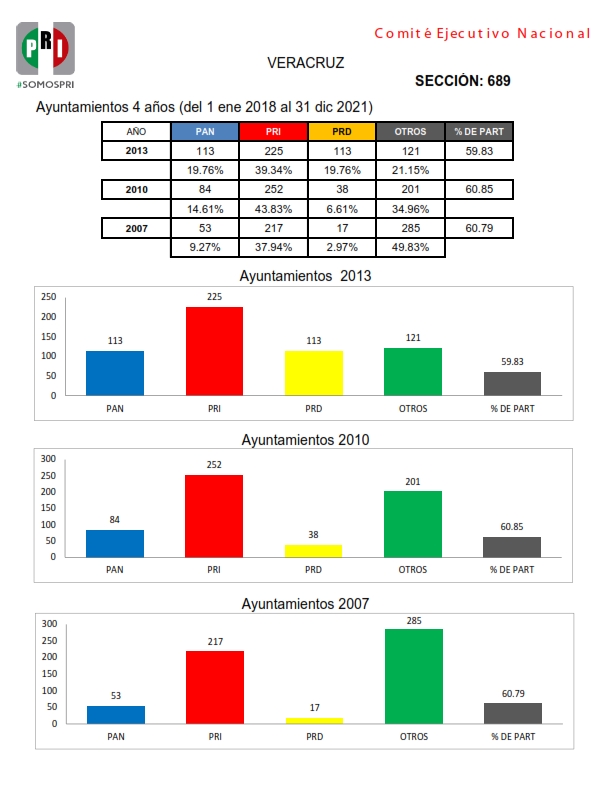 Comité Ejecutivo Nacional
PRI
#SOMOSPRI
VERACRUZ
SECCIÓN: 689
Ayuntamientos 4 años (del 1 ene 2018 al 31 dic 2021)
AÑO PAN PRI PRD OTROS % DE PART
2013 113 225 113 121 59.83
19.76% 39.34% 19.76% 21.15%
2010 84 252 38 201 60.85
14.61% 43.83% 6.61% 34.96%
2007 53 217 17 285 60.79
9.27% 37.94% 2.97% 49.83%
Ayuntamientos 2013
250
200
150
100
50
0
113 225 113 121 59.83
PAN PRI PRD OTROS % DE PART
Ayuntamientos 2010
300
250
200
150
100
50
0
84 252 38 201 60.85
PAN PRI PRD OTROS % DE PART
Ayuntamientos 2007
300
250
200
150
100
50
0
53 217 17 285 60.79
PAN PRI PRD OTROS % DE PART